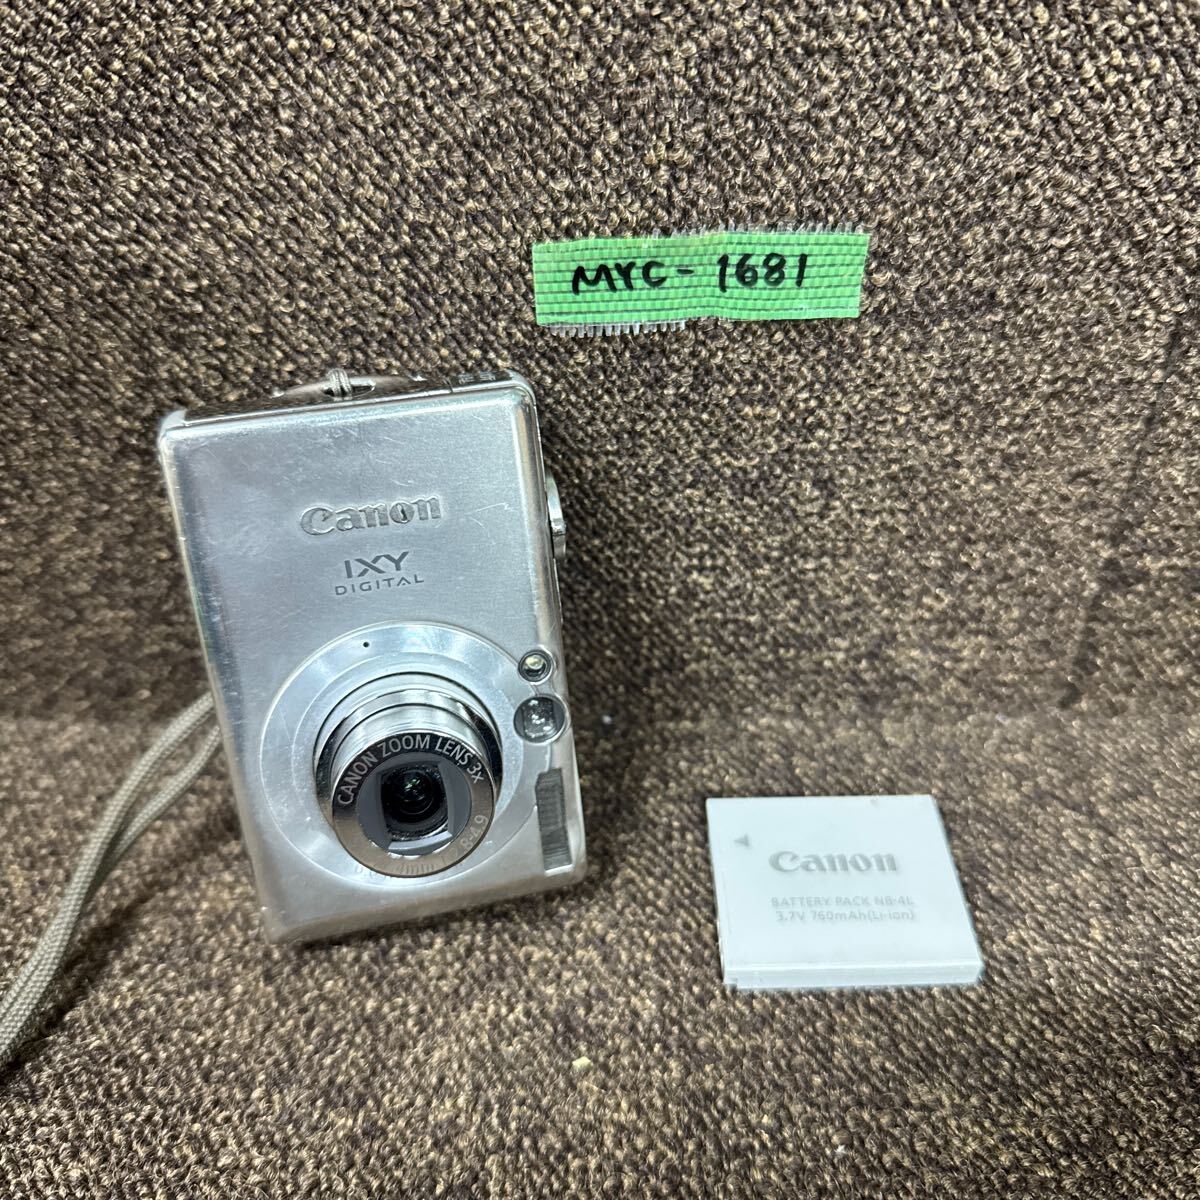 MYC-1681
Canon
IXY
DIGITAL
CANON ZOOM LENS 3x
Canon
BATTERY PACK NB-4L
3.7V 760mAh(Li-ion)